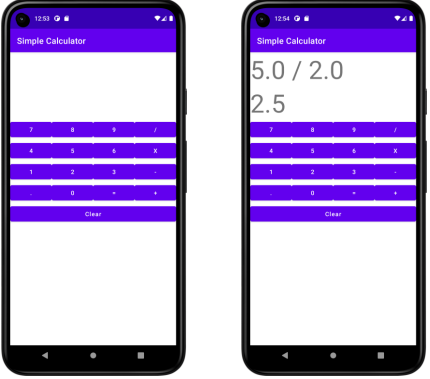 12:53
Simple Calculator
7 8 9 /
4 5 6 X
1 2 3 -
. 0 = +
Clear
12:54
Simple Calculator
5.0 / 2.0
2.5
7 8 9 /
4 5 6 X
1 2 3 -
. 0 = +
Clear